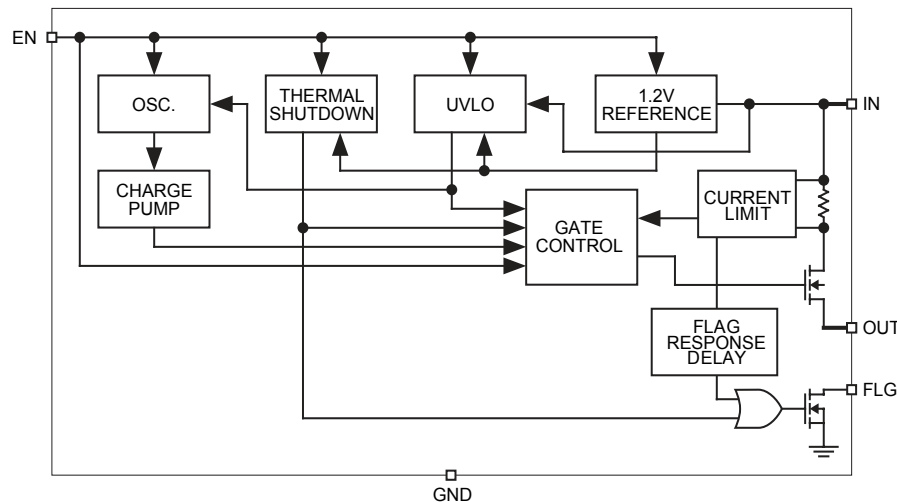 EN
OSC.
THERMAL
SHUTDOWN
UVLO
1.2V
REFERENCE
IN
CHARGE
PUMP
GATE
CONTROL
CURRENT
LIMIT
OUT
FLAG
RESPONSE
DELAY
FLG
GND